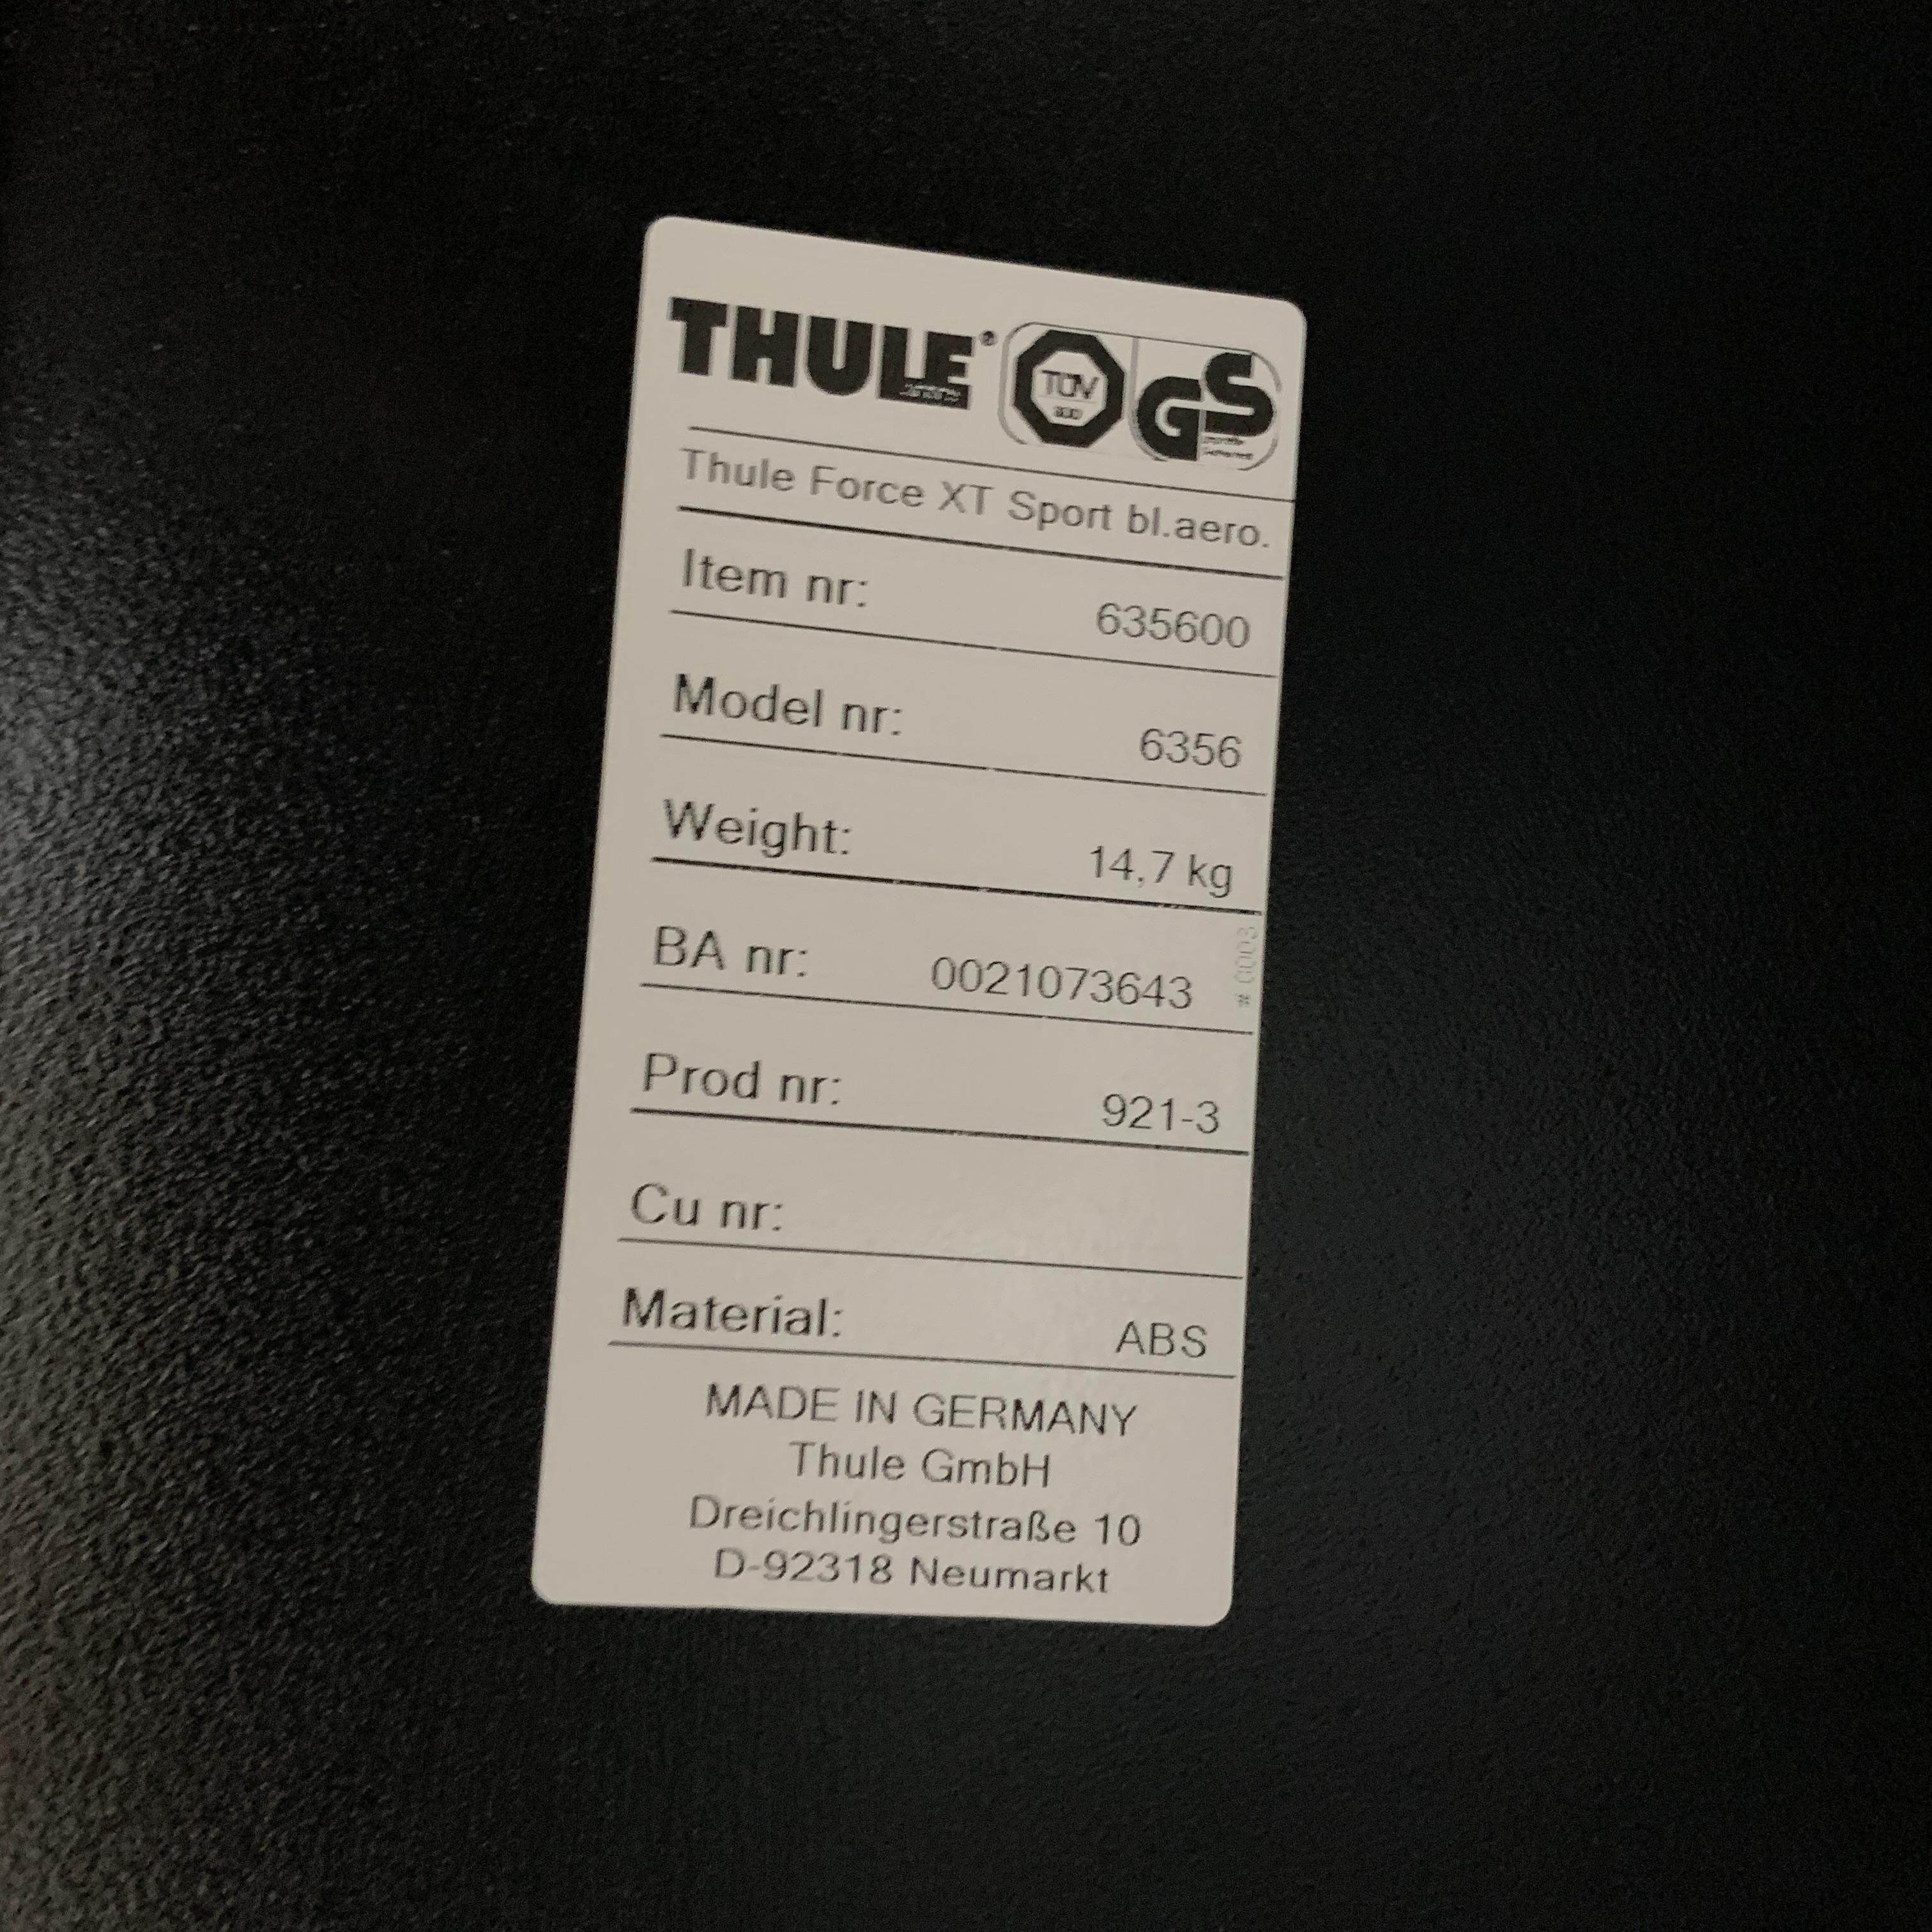 THULE®
TÜV
SÜD
GS
Thule Force XT Sport bl.aero.
Item nr: 635600
Model nr: 6356
Weight: 14,7 kg
BA nr: 0021073643
# 0003
Prod nr: 921-3
Cu nr:
Material: ABS
MADE IN GERMANY
Thule GmbH
Dreichlingerstraße 10
D-92318 Neumarkt